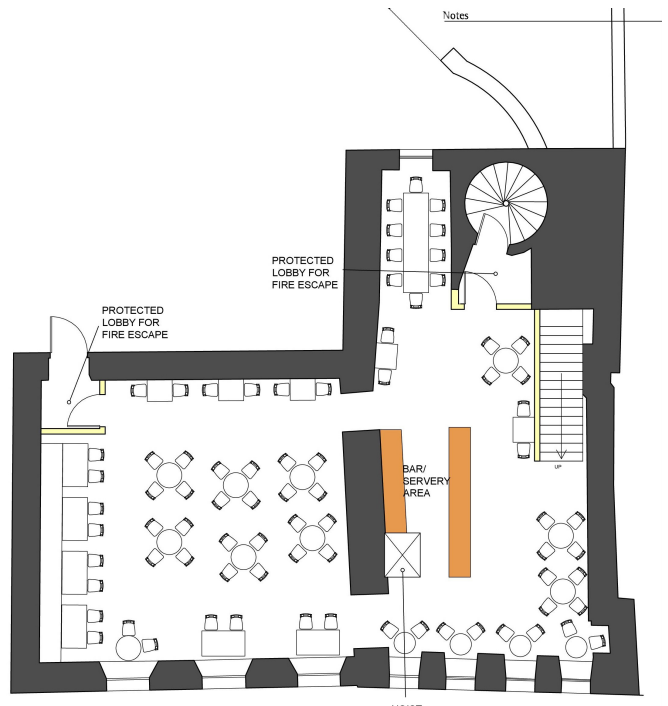 Notes
PROTECTED
LOBBY FOR
FIRE ESCAPE
PROTECTED
LOBBY FOR
FIRE ESCAPE
BAR/
SERVERY
AREA
UP